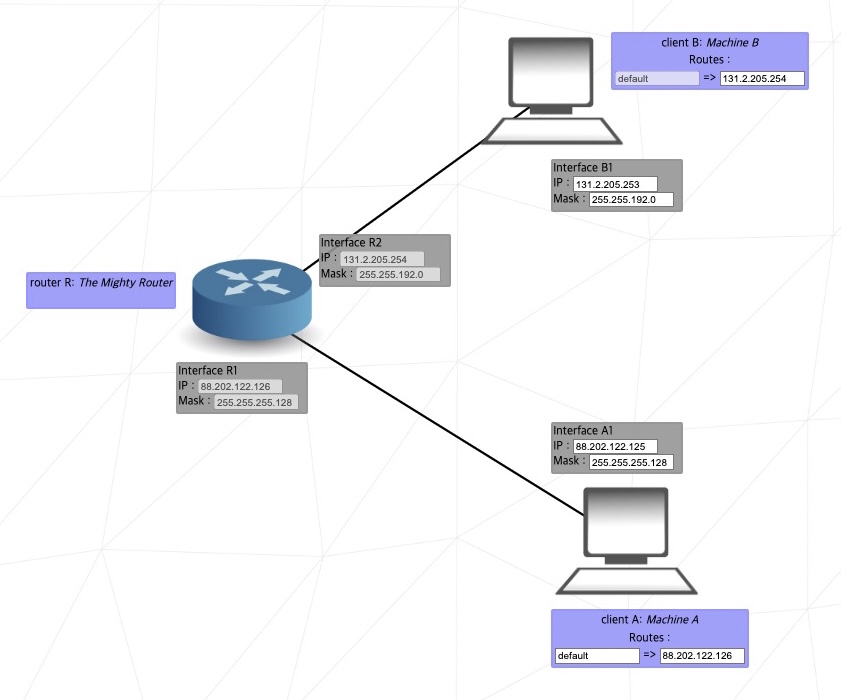 client B: Machine B
Routes :
default => 131.2.205.254
Interface B1
IP : 131.2.205.253
Mask : 255.255.192.0
Interface R2
IP : 131.2.205.254
Mask : 255.255.192.0
router R: The Mighty Router
Interface R1
IP : 88.202.122.126
Mask : 255.255.255.128
Interface A1
IP : 88.202.122.125
Mask : 255.255.255.128
client A: Machine A
Routes :
default => 88.202.122.126